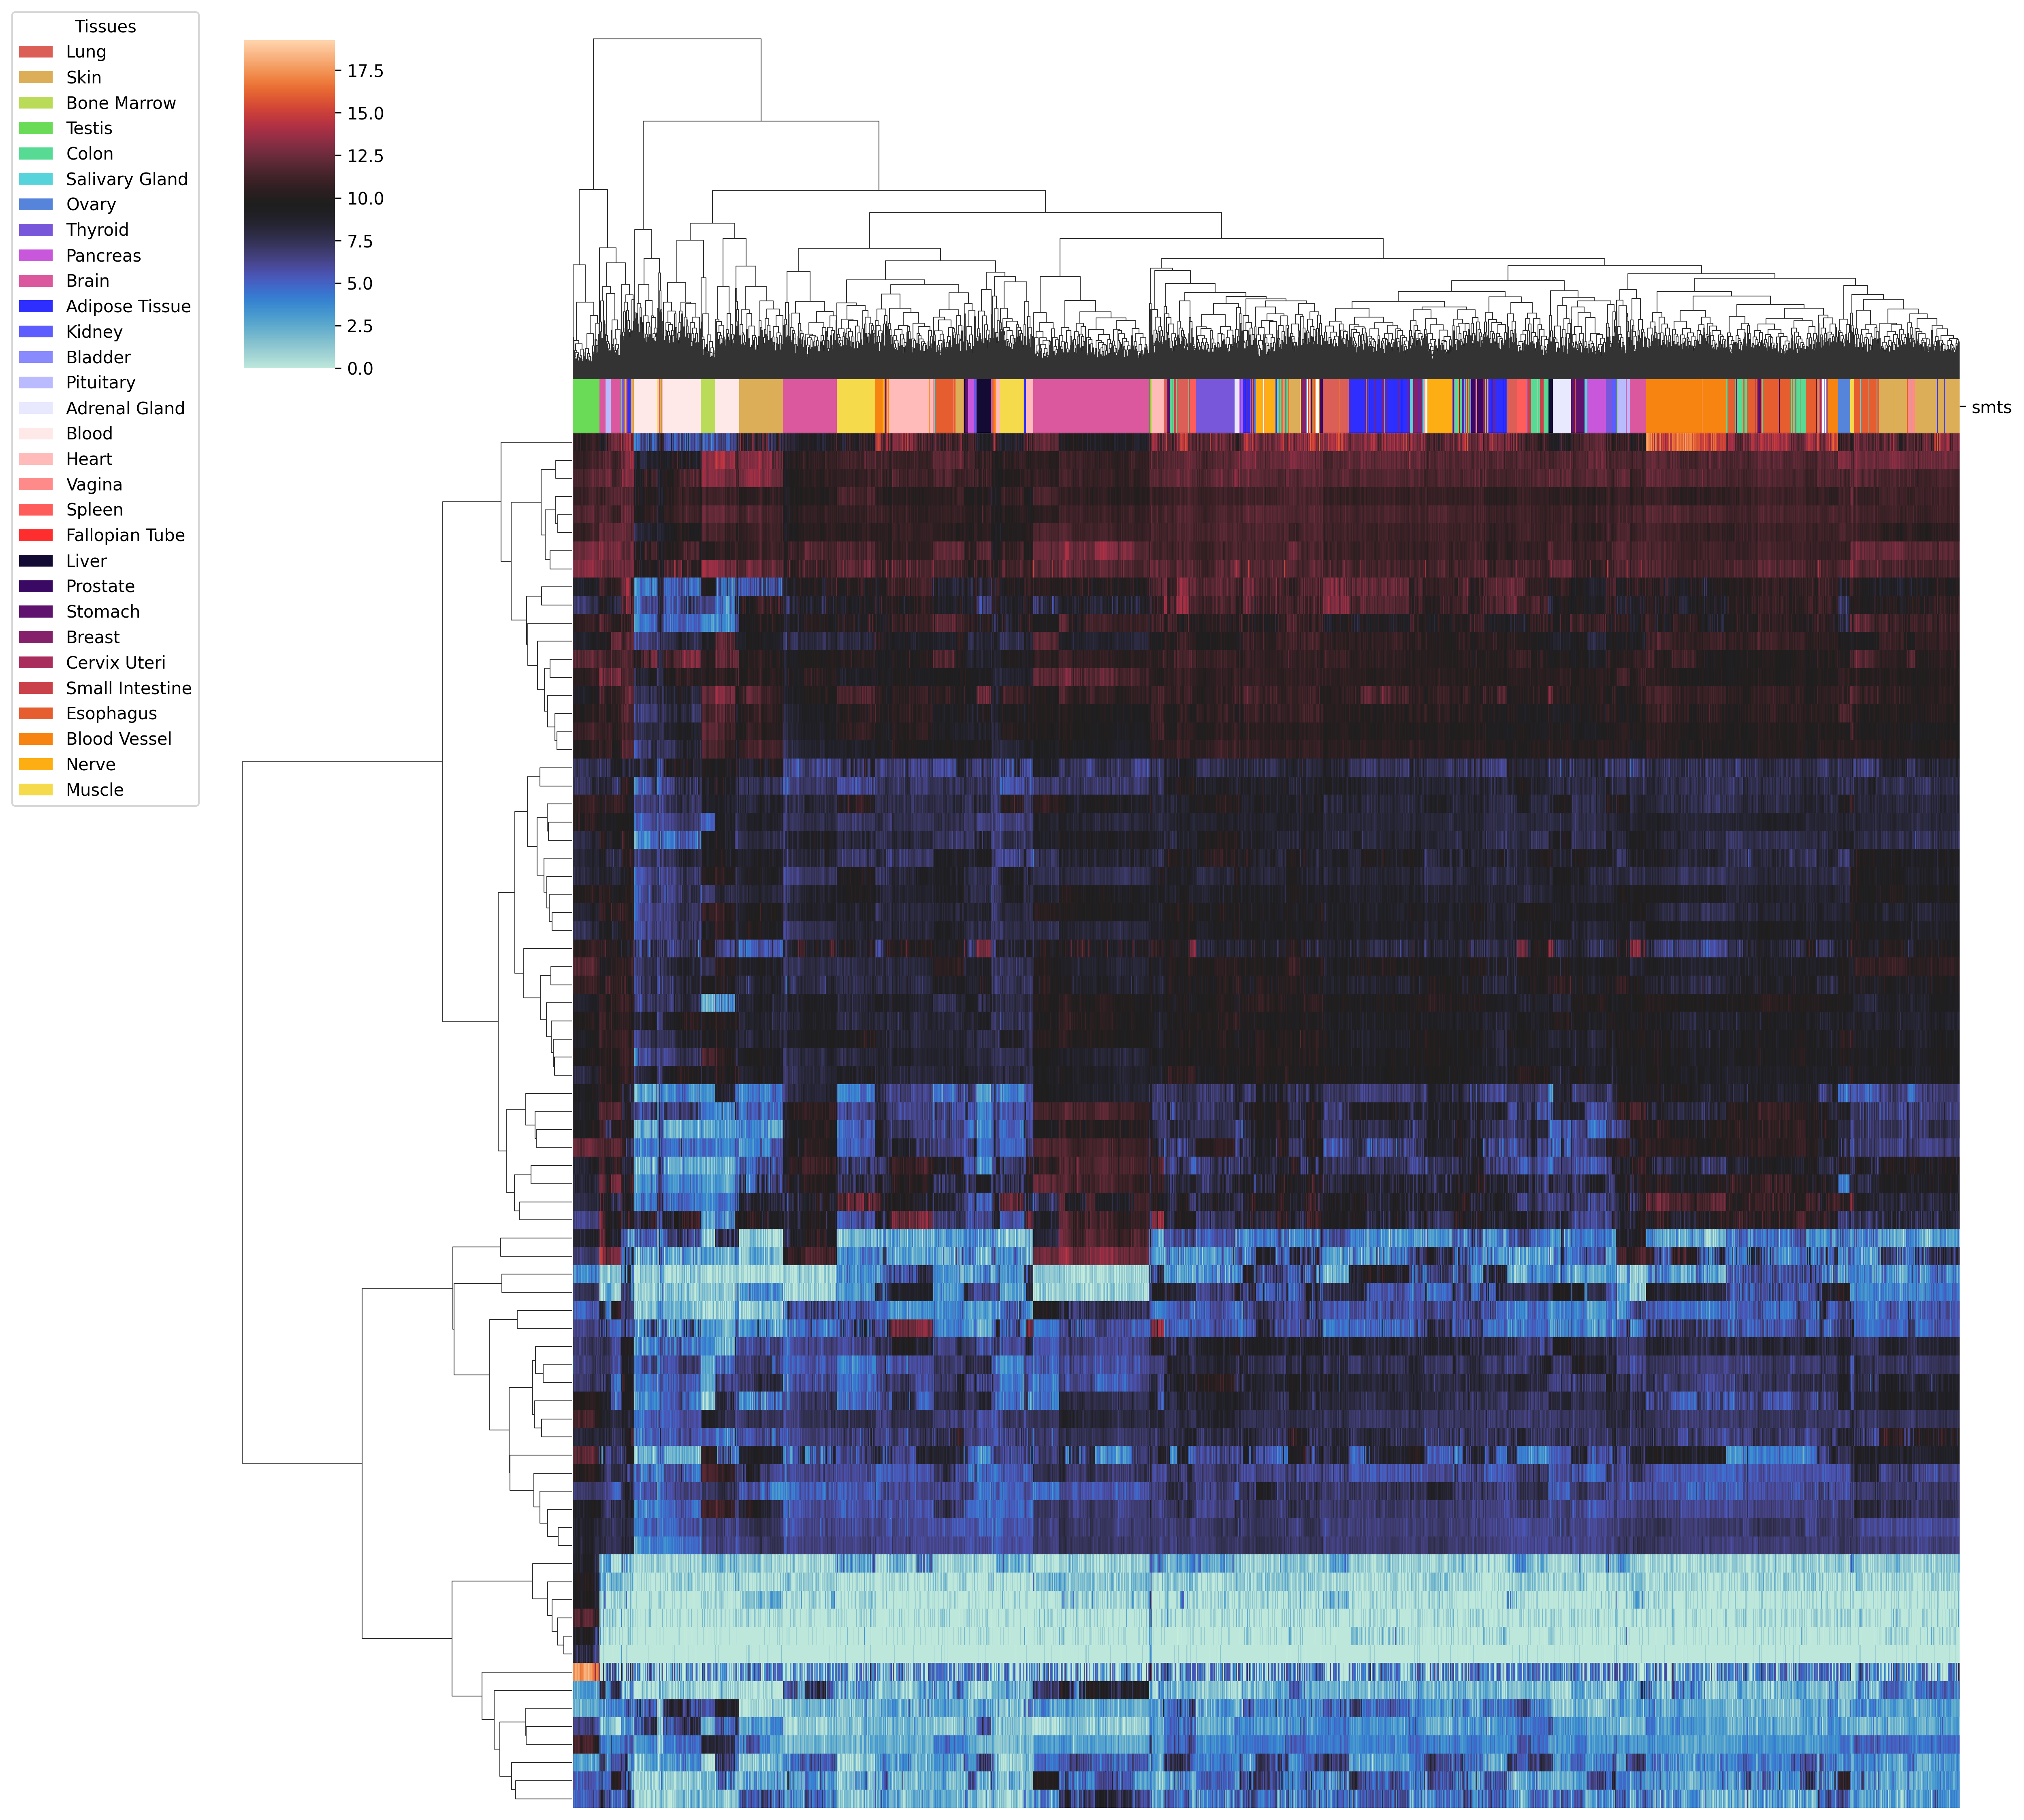 Tissues
Lung
Skin
Bone Marrow
Testis
Colon
Salivary Gland
Ovary
Thyroid
Pancreas
Brain
Adipose Tissue
Kidney
Bladder
Pituitary
Adrenal Gland
Blood
Heart
Vagina
Spleen
Fallopian Tube
Liver
Prostate
Stomach
Breast
Cervix Uteri
Small Intestine
Esophagus
Blood Vessel
Nerve
Muscle
17.5
15.0
12.5
10.0
7.5
5.0
2.5
0.0
smts